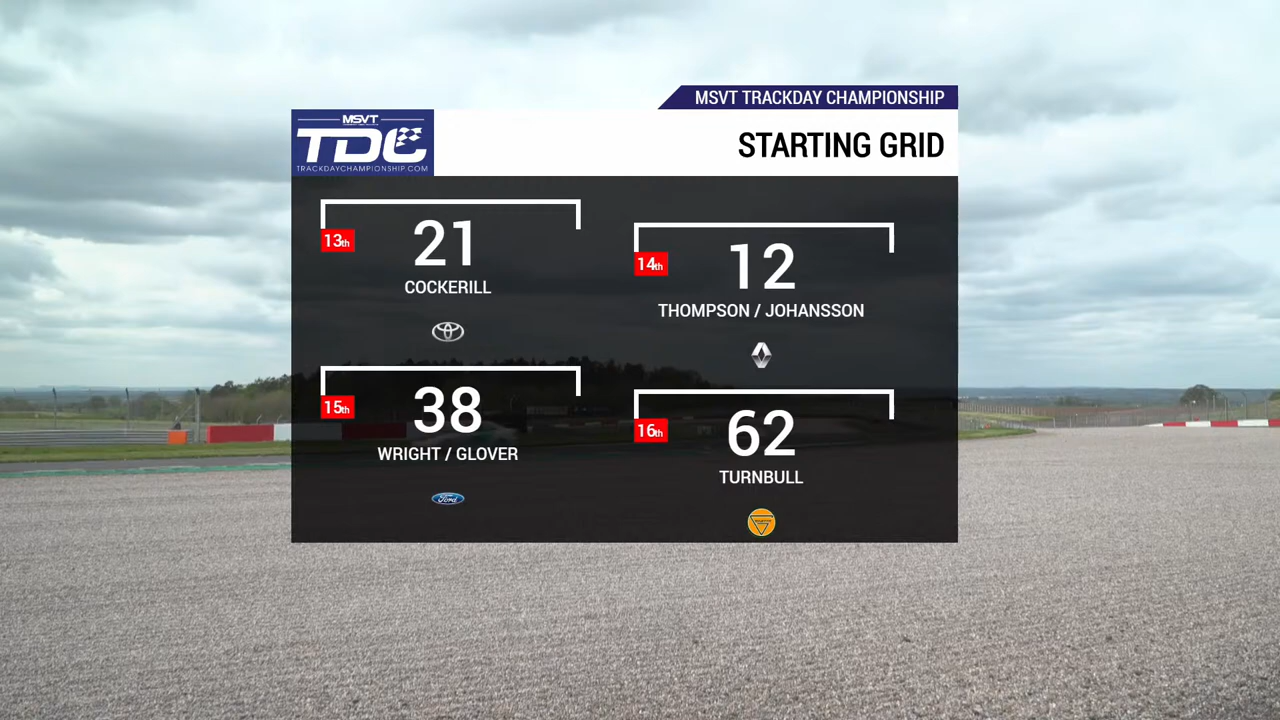 MSVT TRACKDAY CHAMPIONSHIP
MSVT
TDC
TRACKDAYCHAMPIONSHIP.COM
STARTING GRID
13th
21
COCKERILL
14th
12
THOMPSON / JOHANSSON
15th
38
WRIGHT / GLOVER
Ford
16th
62
TURNBULL